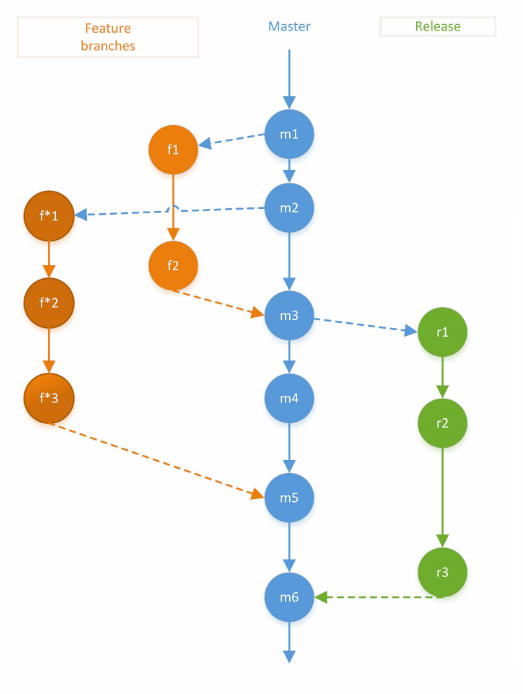 Feature
branches
Master
Release
m1
f1
m2
f*1
f2
f*2
m3
r1
f*3
m4
r2
m5
r3
m6